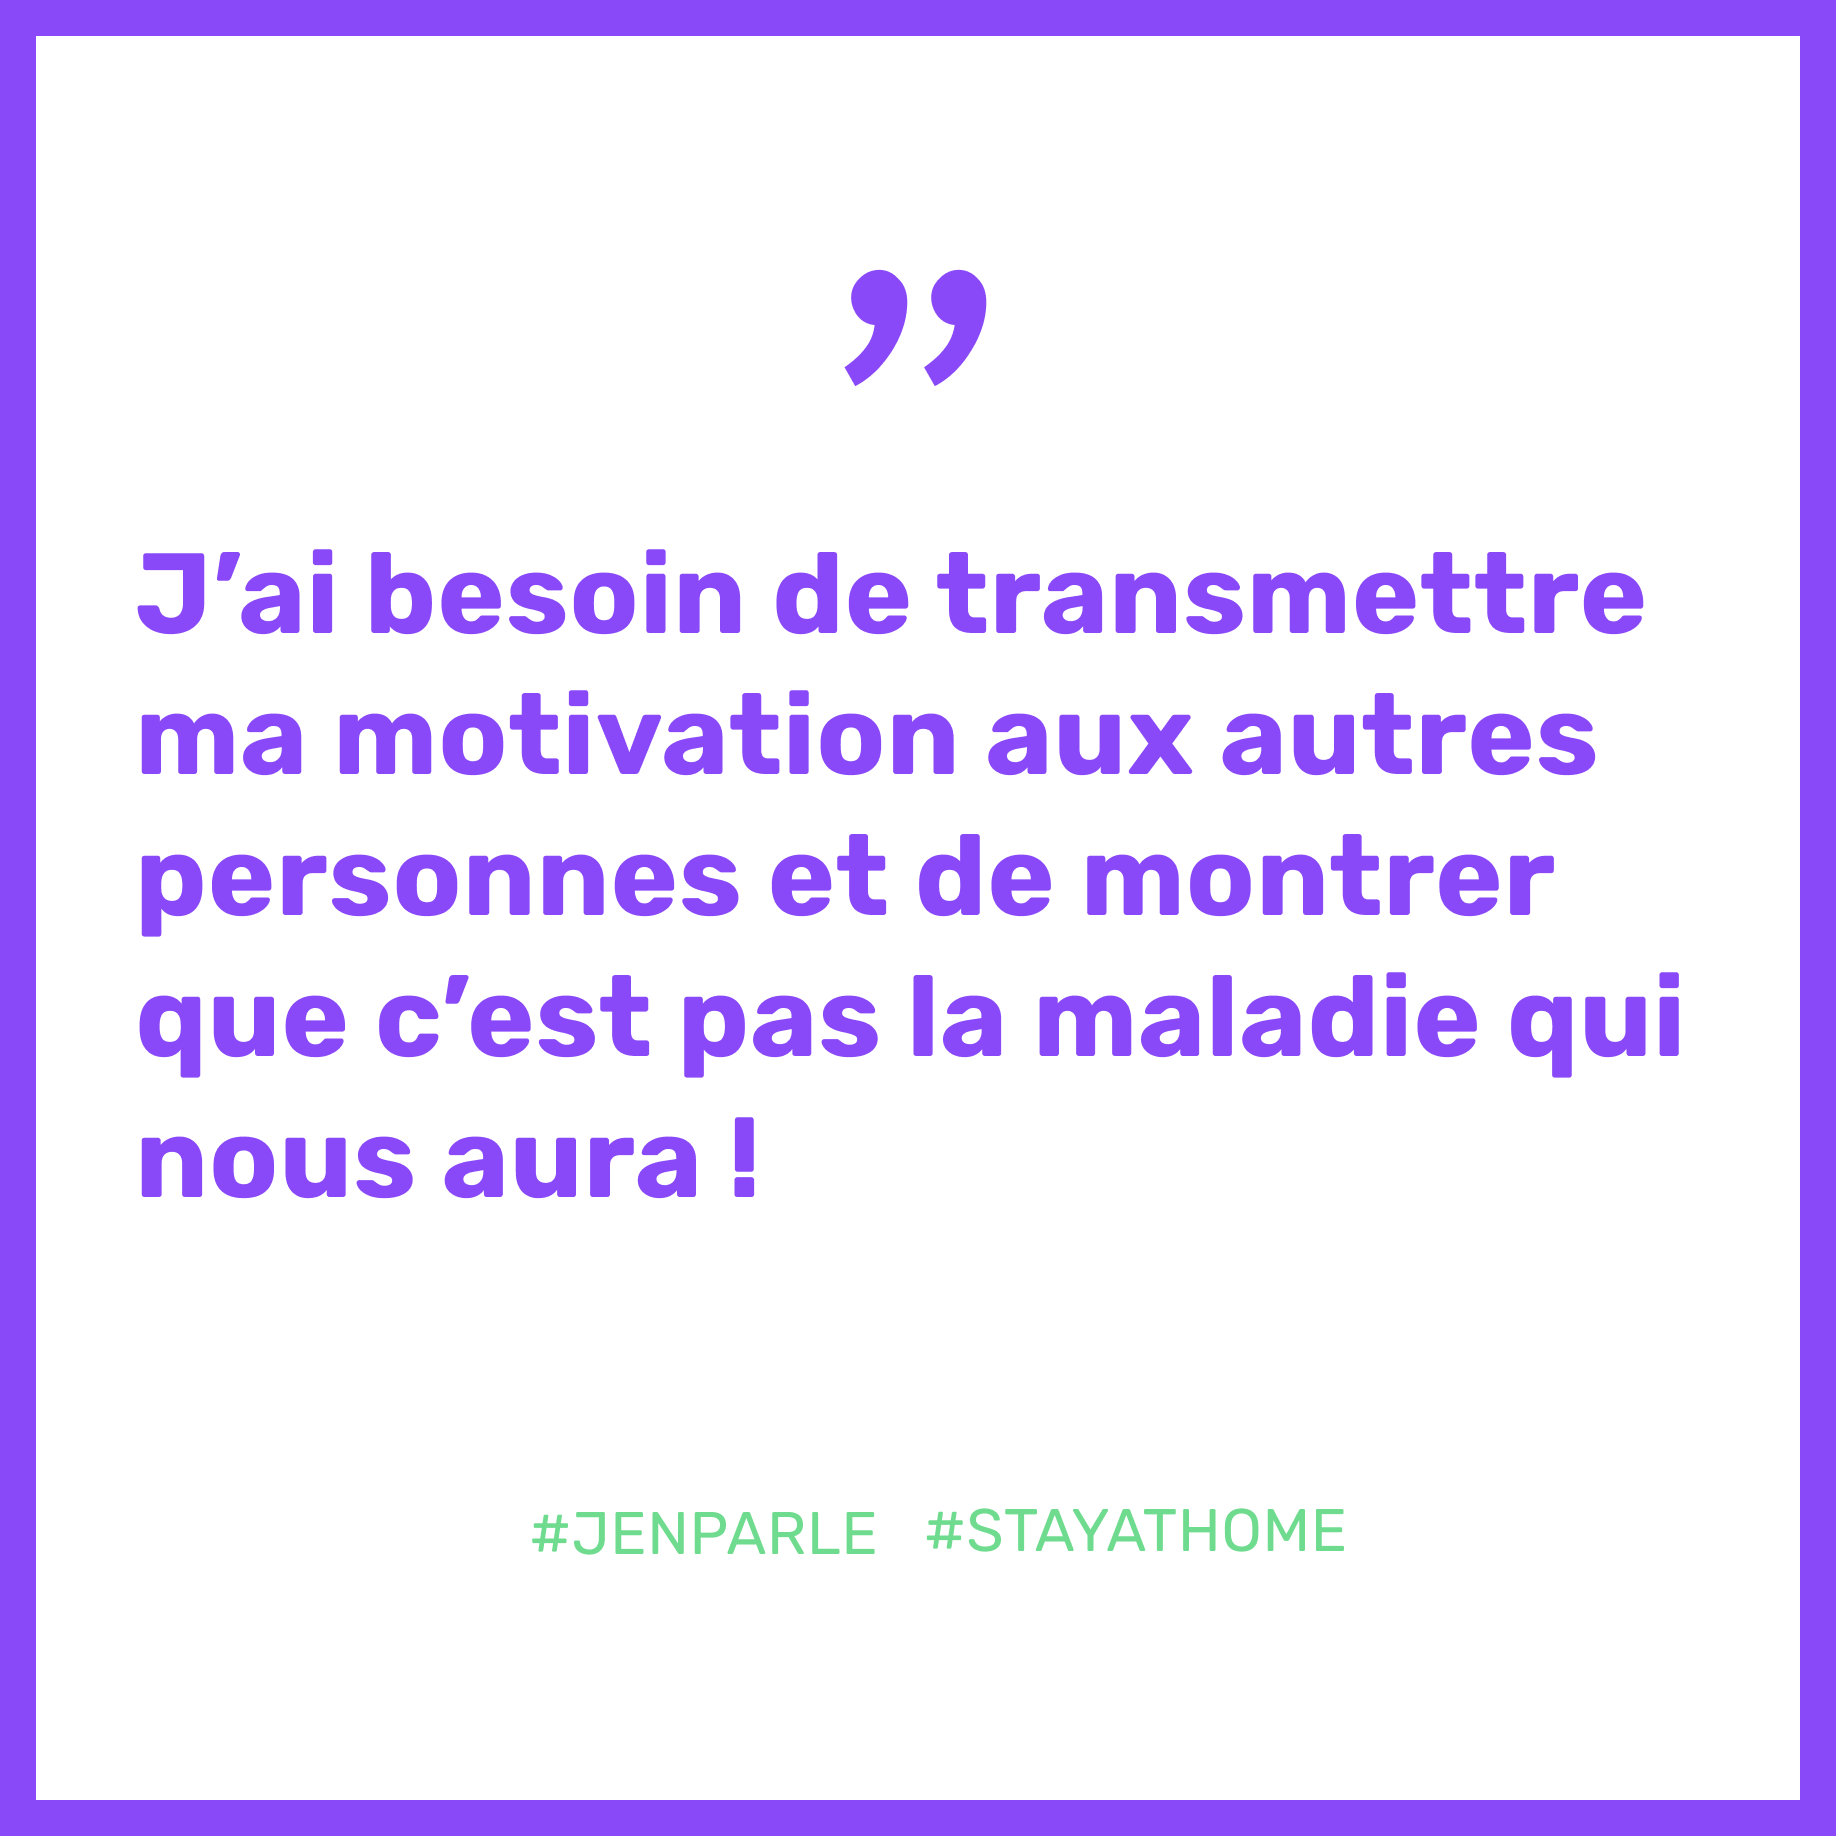 ”
J’ai besoin de transmettre
ma motivation aux autres
personnes et de montrer
que c’est pas la maladie qui
nous aura !
#JENPARLE #STAYATHOME